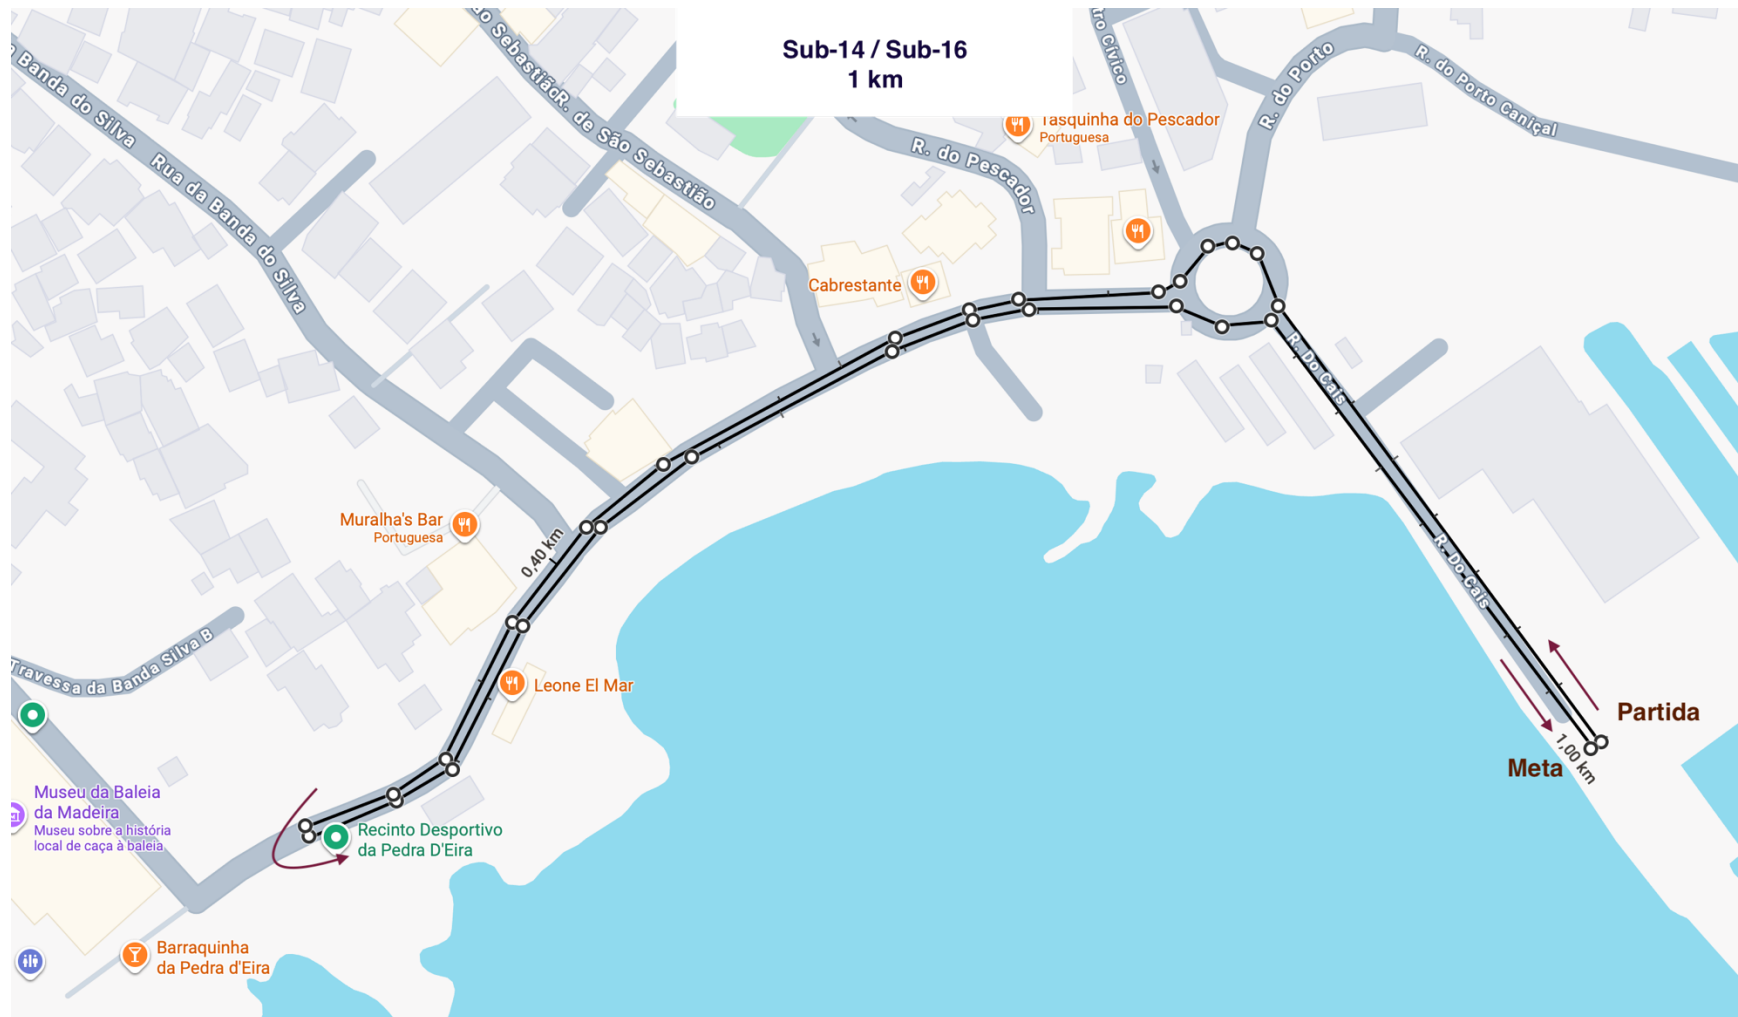 Sub-14 / Sub-16
1 km
Banda do Silva
Rua da Banda do Silva
o Sebastião
R. de São Sebastião
tro Cívico
R. do Porto
R. do Porto Caniçal
R. do Pescador
Tasquinha do Pescador
Portuguesa
Cabrestante
R. Do Cais
R. Do Cais
Muralha's Bar
Portuguesa
0,40 km
Leone El Mar
Travessa da Banda Silva B
Partida
Meta
1,00 km
Museu da Baleia
da Madeira
Museu sobre a história
local de caça à baleia
Recinto Desportivo
da Pedra D'Eira
Barraquinha
da Pedra d'Eira